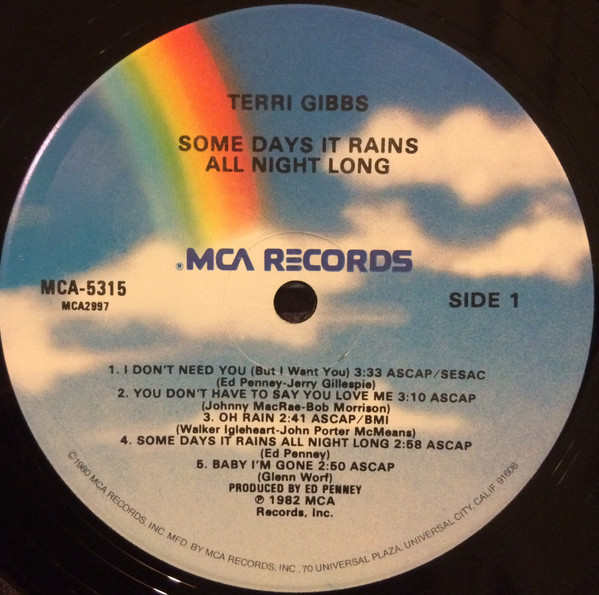 TERRI GIBBS
SOME DAYS IT RAINS
ALL NIGHT LONG
®MCA RECORDS
MCA-5315
MCA2997
SIDE 1
1. I DON'T NEED YOU (But I Want You) 3:33 ASCAP/SESAC
(Ed Penney-Jerry Gillespie)
2. YOU DON'T HAVE TO SAY YOU LOVE ME 3:10 ASCAP
(Johnny MacRae-Bob Morrison)
3. OH RAIN 2:41 ASCAP/BMI
(Walker Igleheart-John Porter McMeans)
4. SOME DAYS IT RAINS ALL NIGHT LONG 2:58 ASCAP
(Ed Penney)
5. BABY I'M GONE 2:50 ASCAP
(Glenn Worf)
PRODUCED BY ED PENNEY
℗ 1982 MCA
Records, Inc.
©1980 MCA RECORDS, INC. MFD. BY MCA RECORDS, INC., 70 UNIVERSAL PLAZA, UNIVERSAL CITY, CALIF. 91608